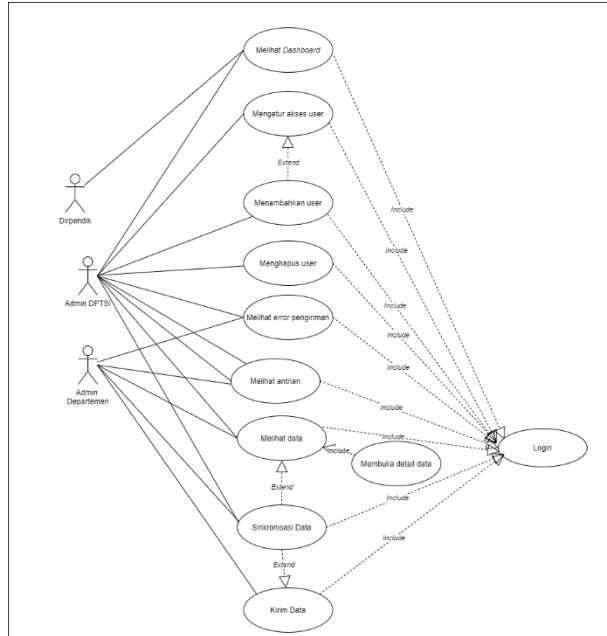 Melihat Dashboard
Mengatur akses user
Extend
Dirpendik
Menambahkan user
Include
Include
Menghapus user
Admin DPTSI
Include
Include
Melihat error pengiriman
Include
Admin
Departemen
Melihat antrian
Include
Melihat data
Include
Include
Membuka detail data
Login
Extend
Sinkronisasi Data
Include
Extend
Include
Kirim Data